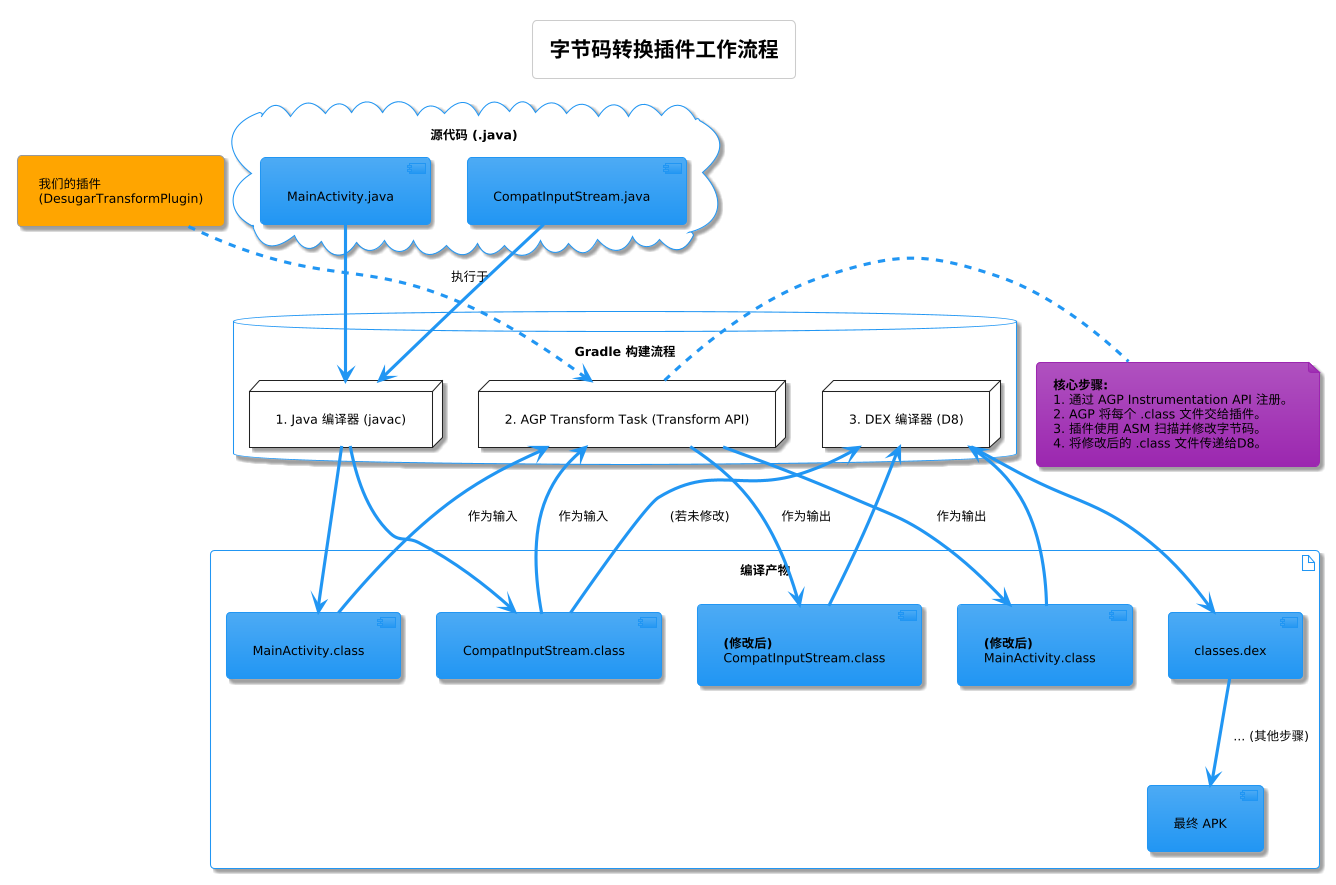 字节码转换插件工作流程
源代码 (.java)
我们的插件
(DesugarTransformPlugin)
MainActivity.java
CompatInputStream.java
执行于
Gradle 构建流程
1. Java 编译器 (javac)
2. AGP Transform Task (Transform API)
3. DEX 编译器 (D8)
核心步骤:
1. 通过 AGP Instrumentation API 注册。
2. AGP 将每个 .class 文件交给插件。
3. 插件使用 ASM 扫描并修改字节码。
4. 将修改后的 .class 文件传递给D8。
作为输入
作为输入
(若未修改)
作为输出
作为输出
编译产物
MainActivity.class
CompatInputStream.class
(修改后)
CompatInputStream.class
(修改后)
MainActivity.class
classes.dex
... (其他步骤)
最终 APK